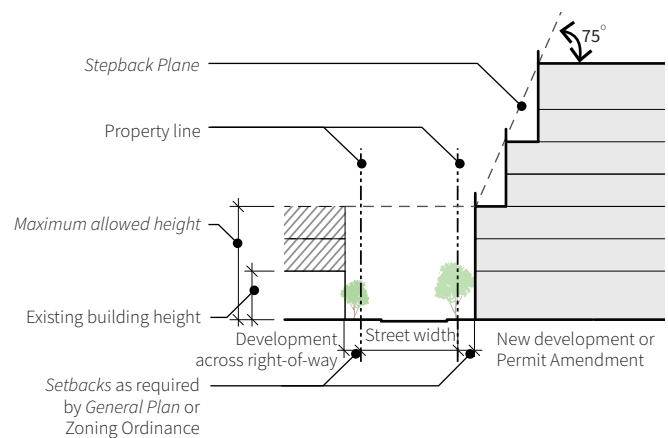 75°
Stepback Plane
Property line
Maximum allowed height
Existing building height
Development
across right-of-way
Street width
New development or
Permit Amendment
Setbacks as required
by General Plan or
Zoning Ordinance